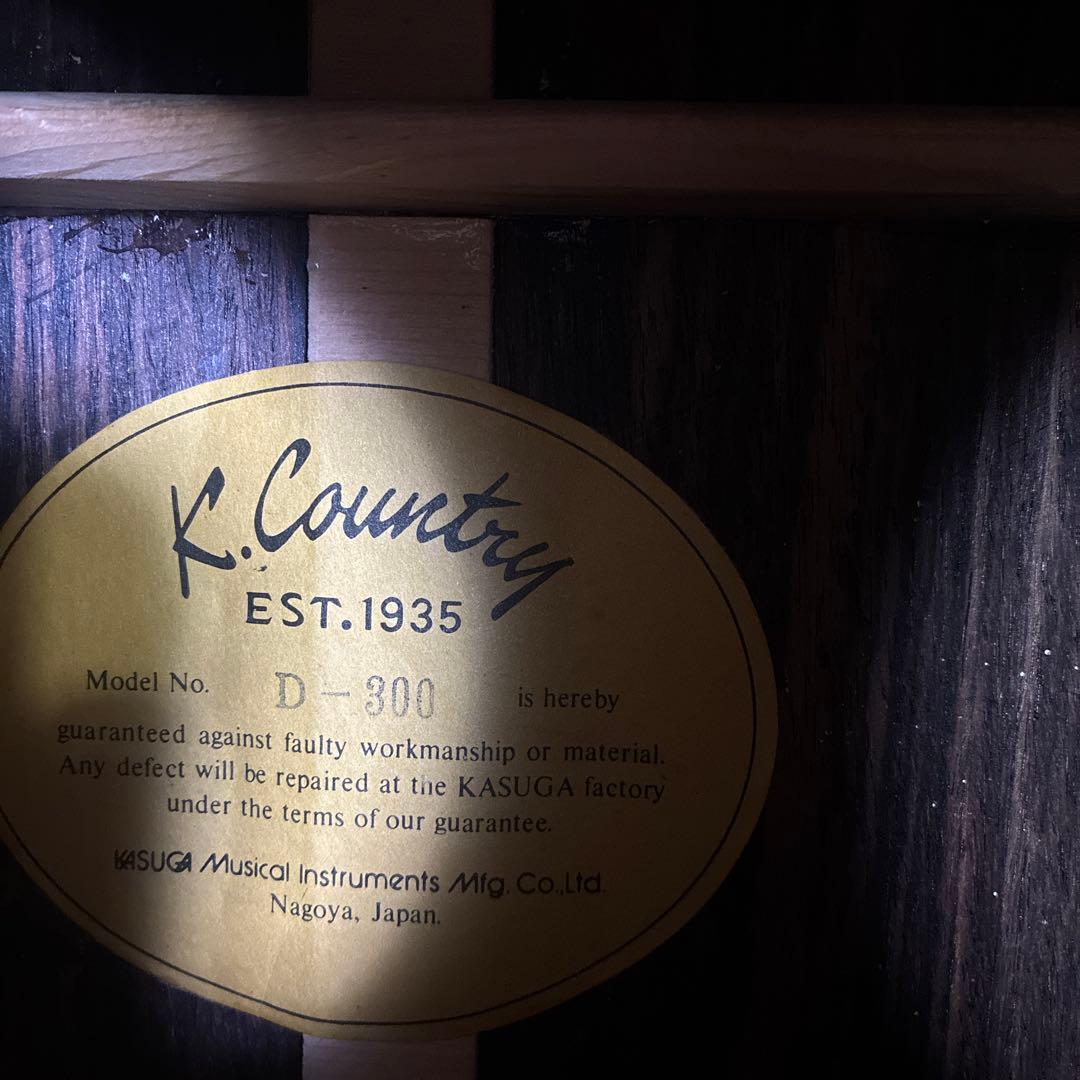 K. Country
EST. 1935
Model No. D-300 is hereby
guaranteed against faulty workmanship or material.
Any defect will be repaired at the KASUGA factory
under the terms of our guarantee.
KASUGA Musical Instruments Mfg. Co., Ltd.
Nagoya, Japan.